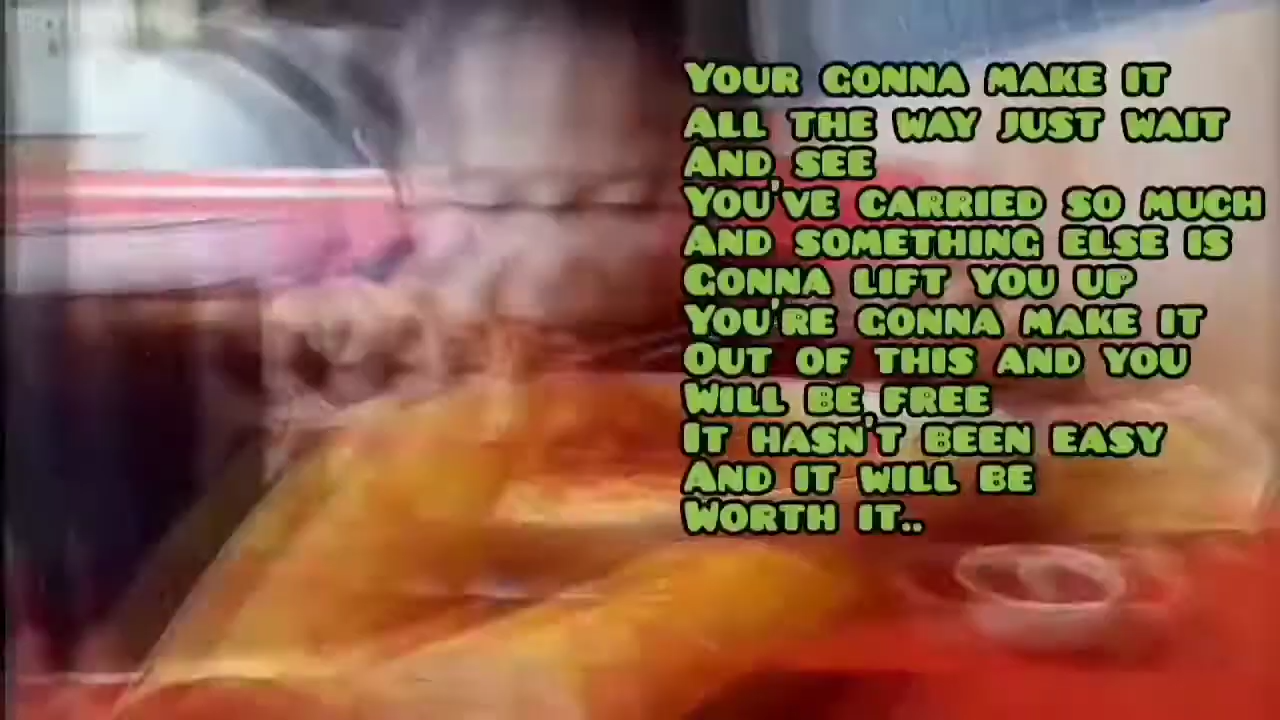 YOUR GONNA MAKE IT
ALL THE WAY JUST WAIT
AND SEE
YOU'VE CARRIED SO MUCH
AND SOMETHING ELSE IS
GONNA LIFT YOU UP
YOU'RE GONNA MAKE IT
OUT OF THIS AND YOU
WILL BE FREE
IT HASN'T BEEN EASY
AND IT WILL BE
WORTH IT..